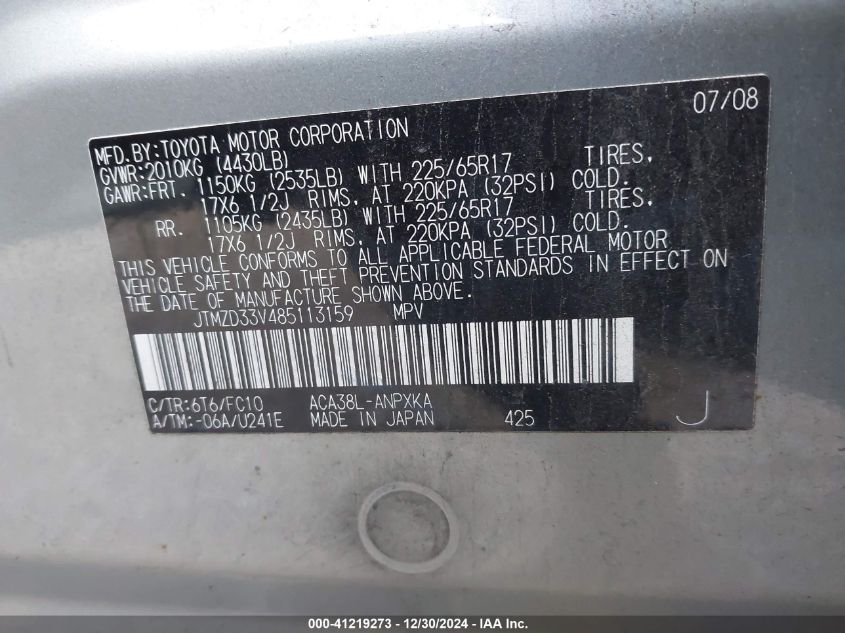 07/08
MFD.BY:TOYOTA MOTOR CORPORATION
GVWR:2010KG (4430LB)
GAWR:FRT. 1150KG (2535LB) WITH 225/65R17 TIRES,
17X6 1/2J RIMS, AT 220KPA (32PSI) COLD.
RR. 1105KG (2435LB) WITH 225/65R17 TIRES,
17X6 1/2J RIMS, AT 220KPA (32PSI) COLD.
THIS VEHICLE CONFORMS TO ALL APPLICABLE FEDERAL MOTOR
VEHICLE SAFETY AND THEFT PREVENTION STANDARDS IN EFFECT ON
THE DATE OF MANUFACTURE SHOWN ABOVE.
JTMZD33V485113159 MPV
C/TR:6T6/FC10 ACA38L-ANPXKA
A/TM:-06A/U241E MADE IN JAPAN 425 J
000-41219273 - 12/30/2024 - IAA Inc.